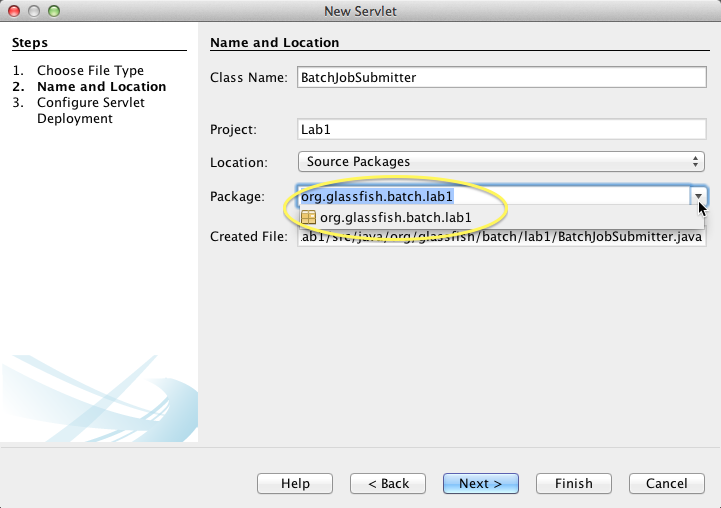 New Servlet
Steps
1. Choose File Type
2. Name and Location
3. Configure Servlet
Deployment
Name and Location
Class Name: BatchJobSubmitter
Project: Lab1
Location: Source Packages
Package: org.glassfish.batch.lab1
org.glassfish.batch.lab1
Created File: .ab1/src/java/org/glassfish/batch/lab1/BatchJobSubmitter.java
Help < Back Next > Finish Cancel